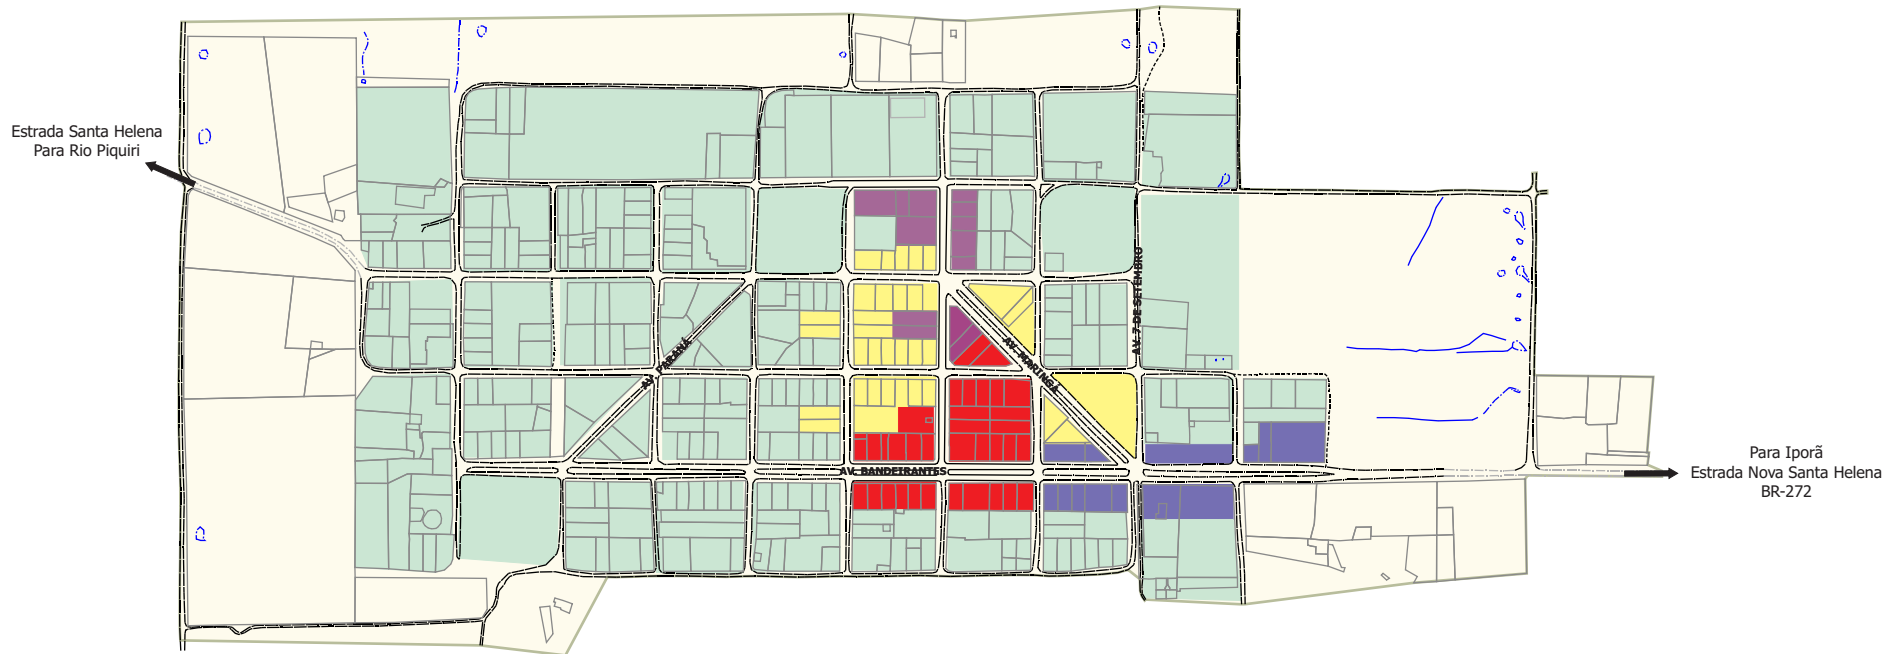 Estrada Santa Helena
Para Rio Piquiri
AV. 7 DE SETEMBRO
AV. PARANÁ
AV. MARINGÁ
AV. BANDEIRANTES
Para Iporã
Estrada Nova Santa Helena
BR-272